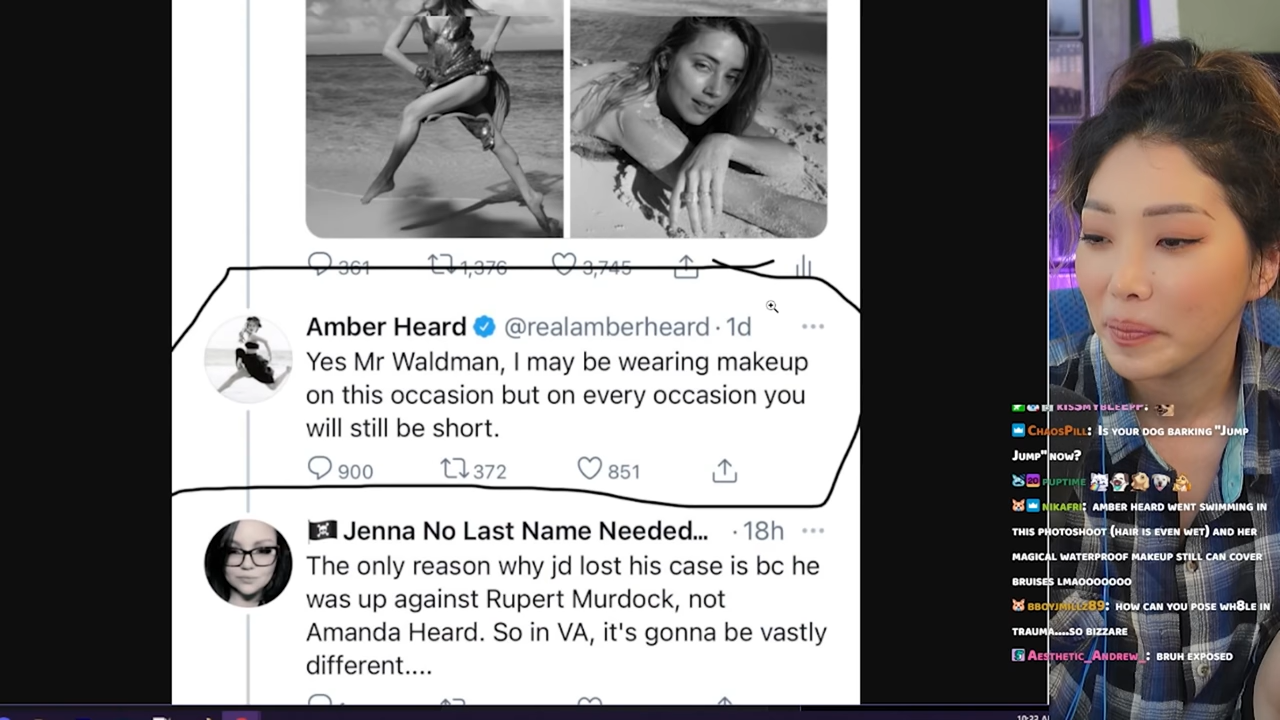 361 1,376 3,745
Amber Heard @realamberheard · 1d
Yes Mr Waldman, I may be wearing makeup
on this occasion but on every occasion you
will still be short.
900 372 851
Jenna No Last Name Needed... · 18h
The only reason why jd lost his case is bc he
was up against Rupert Murdock, not
Amanda Heard. So in VA, it's gonna be vastly
different....
KISSMYBLEEPP:
CHAOSPILL: IS YOUR DOG BARKING "JUMP
JUMP" NOW?
PUPTIME
NIKAFRI: AMBER HEARD WENT SWIMMING IN
THIS PHOTOSHOOT (HAIR IS EVEN WET) AND HER
MAGICAL WATERPROOF MAKEUP STILL CAN COVER
BRUISES LMAOOOOOOO
BBOYJMILLZ89: HOW CAN YOU POSE WH8LE IN
TRAUMA....SO BIZZARE
AESTHETIC_ANDREW_: BRUH EXPOSED